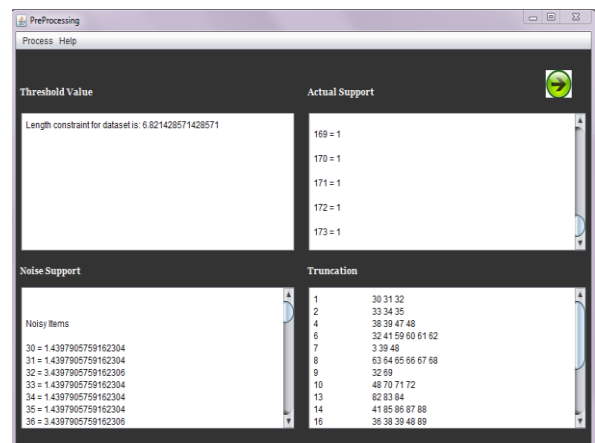 PreProcessing
Process Help
Threshold Value
Length constraint for dataset is: 6.821428571428571
Actual Support
169 = 1
170 = 1
171 = 1
172 = 1
173 = 1
Noise Support
Noisy Items
30 = 1.4397905759162304
31 = 1.4397905759162304
32 = 3.4397905759162306
33 = 1.4397905759162304
34 = 1.4397905759162304
35 = 1.4397905759162304
36 = 3.4397905759162306
Truncation
1 30 31 32
2 33 34 35
4 38 39 47 48
6 32 41 59 60 61 62
7 3 39 48
8 63 64 65 66 67 68
9 32 69
10 48 70 71 72
13 82 83 84
14 41 85 86 87 88
16 36 38 39 48 89